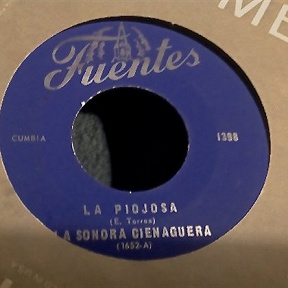 Fuentes
CUMBIA 1398
LA PIOJOSA
(E. Torres)
LA SONORA CIENAGUERA
(1652-A)